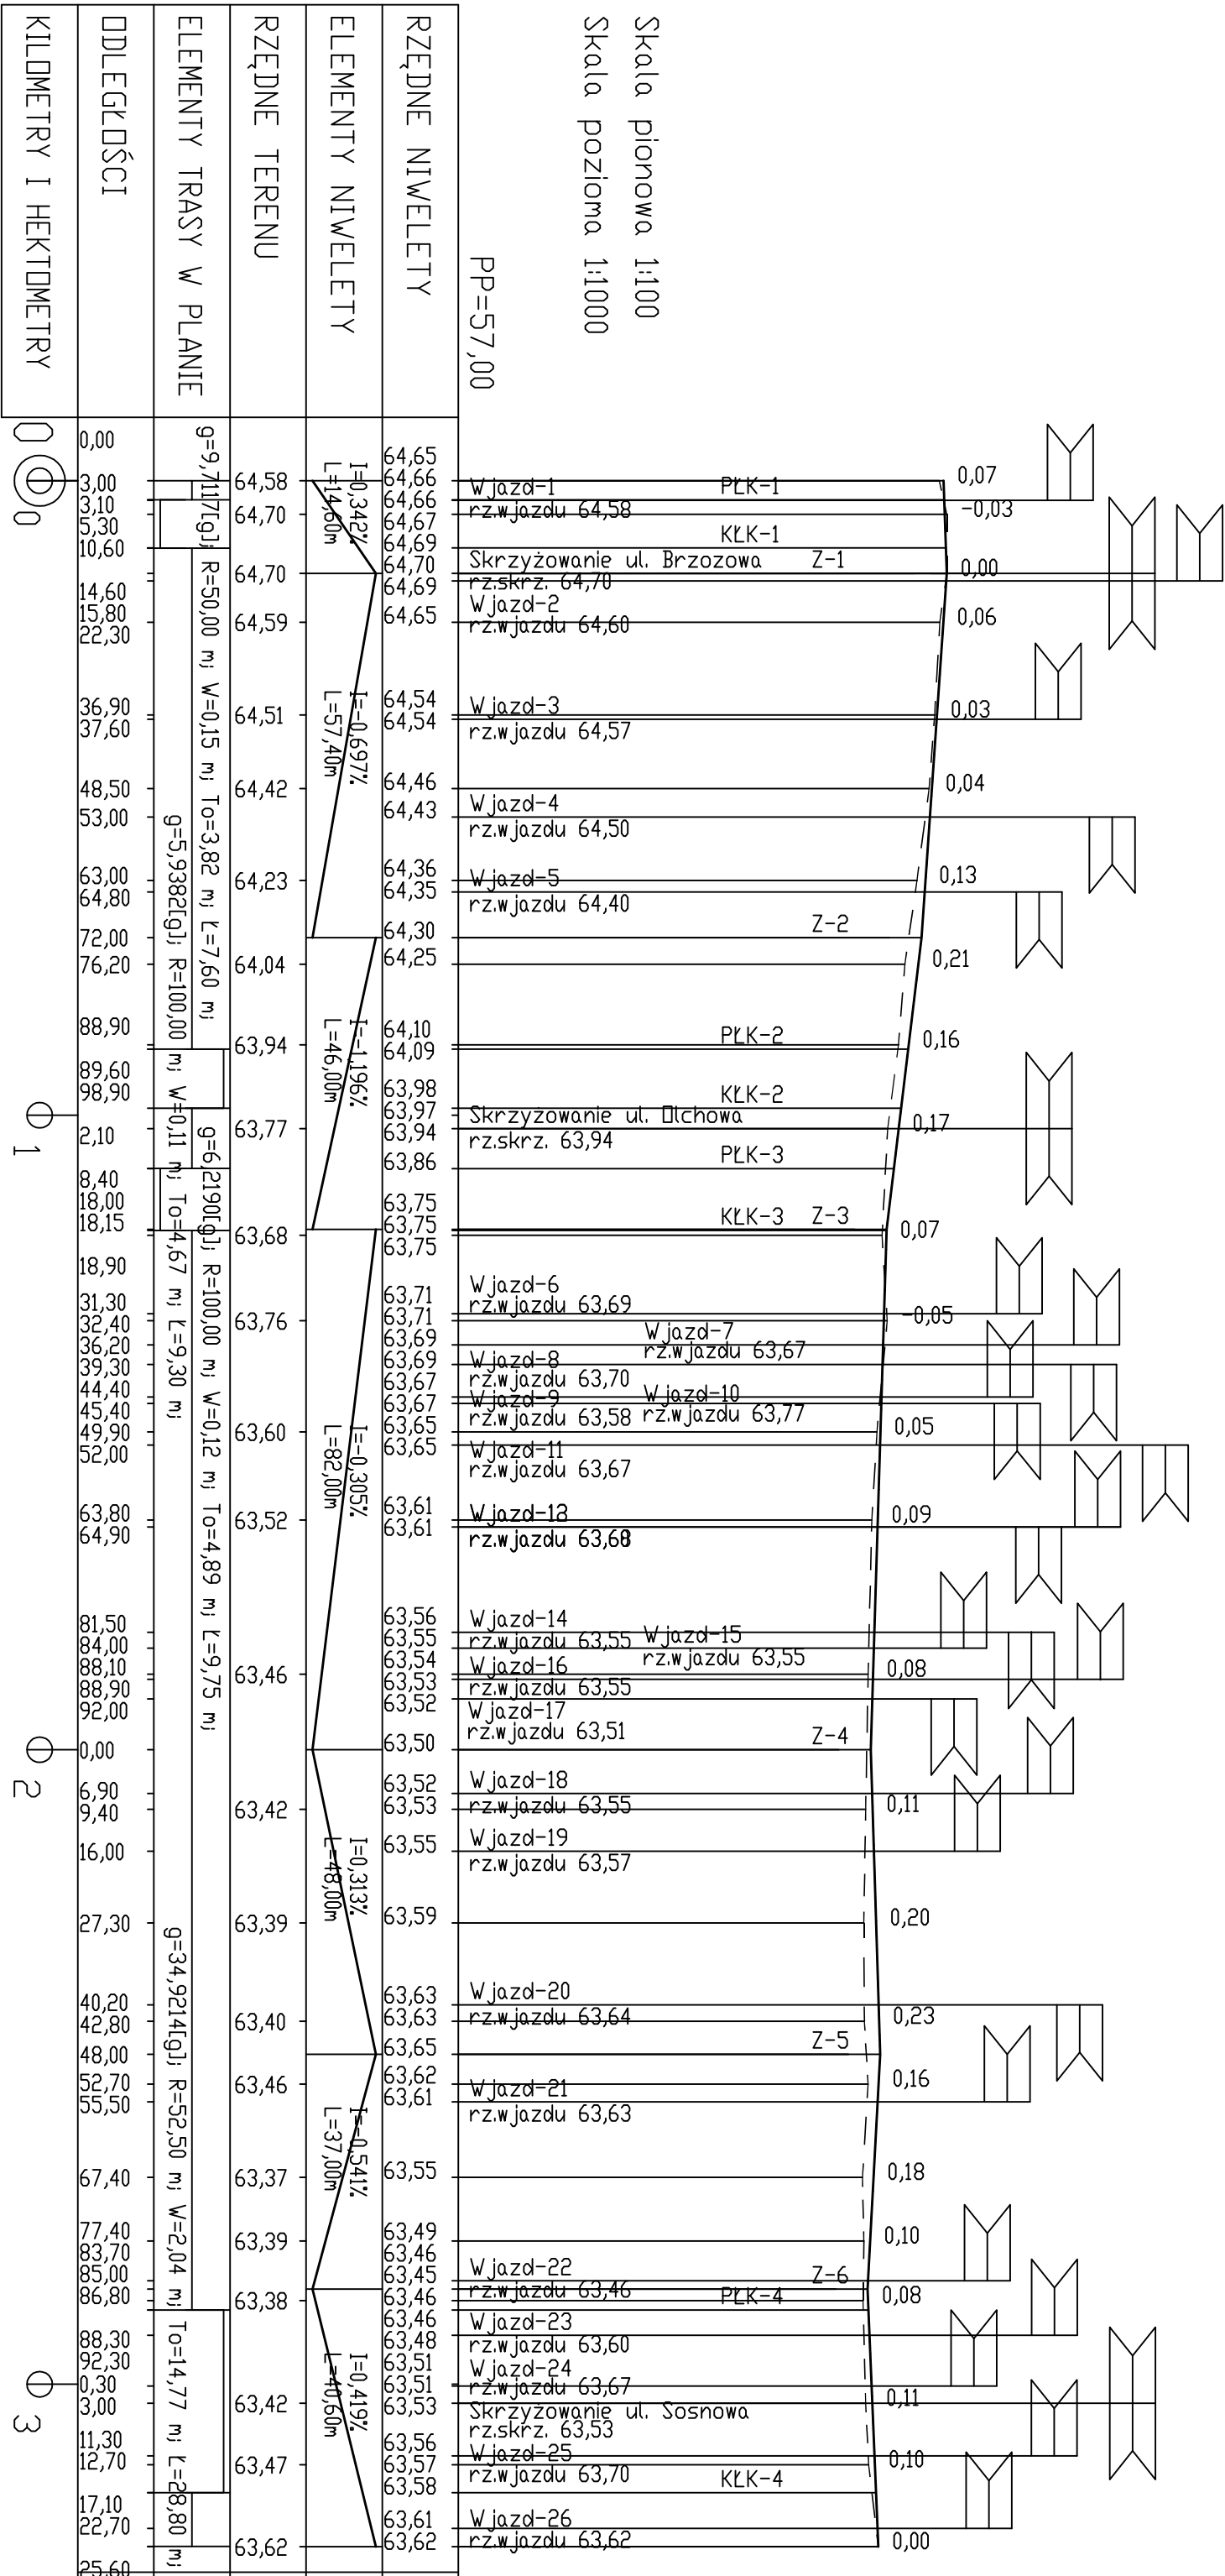 Skala pionowa 1:100
Skala pozioma 1:1000
PP=57,00
RZĘDNE NIWELETY
ELEMENTY NIWELETY
RZĘDNE TERENU
ELEMENTY TRASY W PLANIE
ODLEGŁOŚCI
KILOMETRY I HEKTOMETRY
0,07
-0,03
0,00
0,06
0,03
0,04
0,13
0,21
0,16
0,17
0,07
-0,05
0,05
0,09
0,08
0,11
0,20
0,23
0,16
0,18
0,10
0,08
0,11
0,10
0,00
Wjazd-1
rz.wjazdu 64,58
PŁK-1
KŁK-1
Skrzyżowanie ul. Brzozowa
rz.skrz. 64,70
Z-1
Wjazd-2
rz.wjazdu 64,60
Wjazd-3
rz.wjazdu 64,57
Wjazd-4
rz.wjazdu 64,50
Wjazd-5
rz.wjazdu 64,40
Z-2
PŁK-2
KŁK-2
Skrzyżowanie ul. Olchowa
rz.skrz. 63,94
PŁK-3
KŁK-3
Z-3
Wjazd-6
rz.wjazdu 63,69
Wjazd-7
rz.wjazdu 63,67
Wjazd-8
rz.wjazdu 63,70
Wjazd-9
rz.wjazdu 63,58
Wjazd-10
rz.wjazdu 63,77
Wjazd-11
rz.wjazdu 63,67
rz.wjazdu
Wjazd-14
rz.wjazdu 63,55
Wjazd-15
rz.wjazdu 63,55
Wjazd-16
rz.wjazdu 63,55
Wjazd-17
rz.wjazdu 63,51
Z-4
Wjazd-18
rz.wjazdu 63,55
Wjazd-19
rz.wjazdu 63,57
Wjazd-20
rz.wjazdu 63,64
Z-5
Wjazd-21
rz.wjazdu 63,63
Wjazd-22
rz.wjazdu 63,46
Z-6
PŁK-4
Wjazd-23
rz.wjazdu 63,60
Wjazd-24
rz.wjazdu 63,67
Skrzyżowanie ul. Sosnowa
rz.skrz. 63,53
Wjazd-25
rz.wjazdu 63,70
KŁK-4
Wjazd-26
rz.wjazdu 63,62
64,65
64,66
64,66
64,67
64,69
64,70
64,69
64,65
64,54
64,54
64,46
64,43
64,36
64,35
64,30
64,25
64,10
64,09
63,98
63,97
63,94
63,86
63,75
63,75
63,75
63,71
63,71
63,69
63,69
63,67
63,67
63,65
63,65
63,61
63,61
63,56
63,55
63,54
63,53
63,52
63,50
63,52
63,53
63,55
63,59
63,63
63,63
63,65
63,62
63,61
63,55
63,49
63,46
63,45
63,46
63,46
63,48
63,51
63,51
63,53
63,56
63,57
63,58
63,61
63,62
I=0,342%
L=14,60m
I=-0,697%
L=57,40m
I=-1,196%
L=46,00m
I=-0,305%
L=82,00m
I=0,313%
L=48,00m
I=-0,541%
L=37,00m
I=0,419%
L=40,60m
64,58
64,70
64,70
64,59
64,51
64,42
64,23
64,04
63,94
63,77
63,68
63,76
63,60
63,52
63,46
63,42
63,39
63,40
63,46
63,37
63,39
63,38
63,42
63,47
63,62
g=9,7117[g]; R=50,00 m; W=0,15 m; To=3,82 m; Ł=7,60 m;
g=5,9382[g]; R=100,00 m; W=0,11 m; To=4,67 m; Ł=9,30 m;
g=6,2190[g]; R=100,00 m; W=0,12 m; To=4,89 m; Ł=9,75 m;
g=34,9214[g]; R=52,50 m; W=2,04 m; To=14,77 m; Ł=28,80 m;
0,00
3,00
3,10
5,30
10,60
14,60
15,80
22,30
36,90
37,60
48,50
53,00
63,00
64,80
72,00
76,20
88,90
89,60
98,90
2,10
8,40
18,00
18,15
18,90
31,30
32,40
36,20
39,30
44,40
45,40
49,90
52,00
63,80
64,90
81,50
84,00
88,10
88,90
92,00
0,00
6,90
9,40
16,00
27,30
40,20
42,80
48,00
52,70
55,50
67,40
77,40
83,70
85,00
86,80
88,30
92,30
0,30
3,00
11,30
12,70
17,10
22,70
25,60
0
0
1
2
3